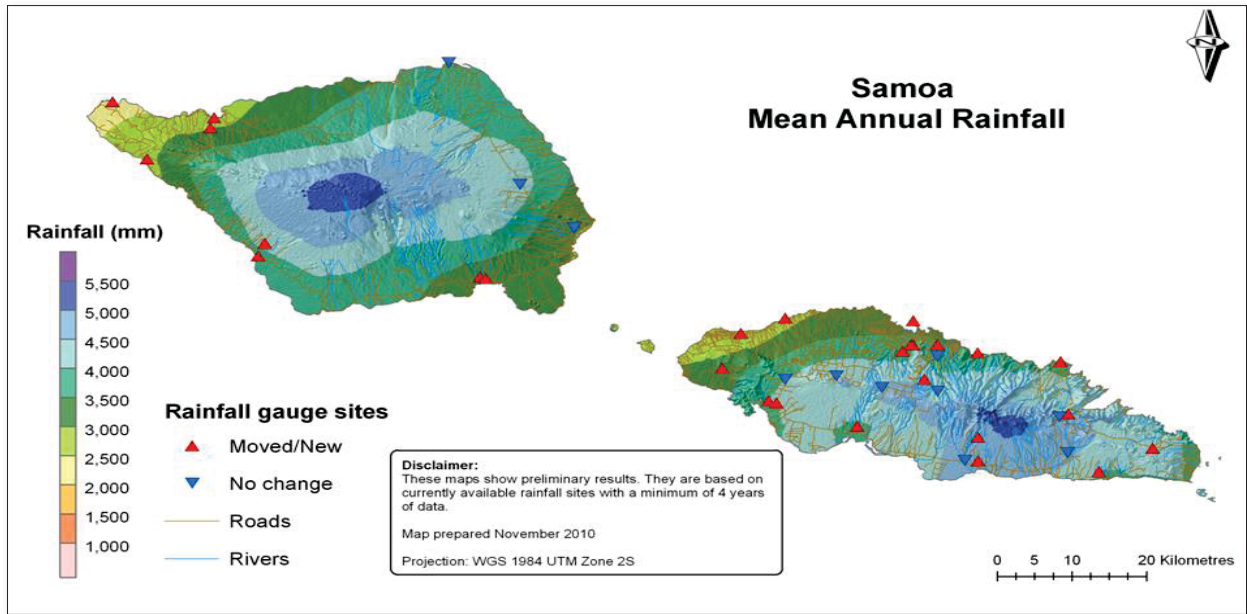 N
Samoa
Mean Annual Rainfall
Rainfall (mm)
5,500
5,000
4,500
4,000
3,500
3,000
2,500
2,000
1,500
1,000
Rainfall gauge sites
Moved/New
No change
Roads
Rivers
Disclaimer:
These maps show preliminary results. They are based on
currently available rainfall sites with a minimum of 4 years
of data.
Map prepared November 2010
Projection: WGS 1984 UTM Zone 2S
0 5 10 20 Kilometres